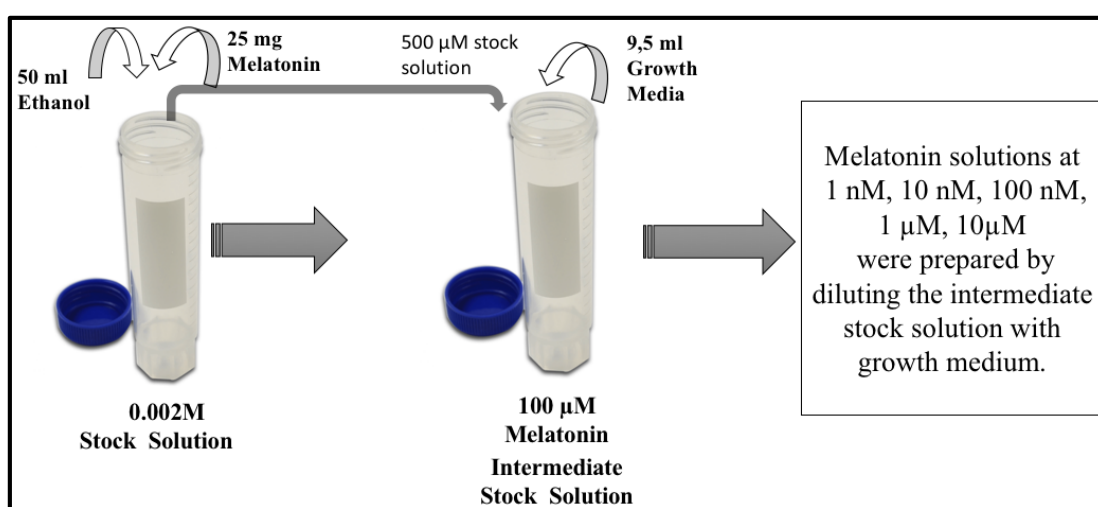 50 ml
Ethanol
25 mg
Melatonin
500 µM stock
solution
9,5 ml
Growth
Media
0.002M
Stock Solution
100 µM
Melatonin
Intermediate
Stock Solution
Melatonin solutions at
1 nM, 10 nM, 100 nM,
1 µM, 10µM
were prepared by
diluting the intermediate
stock solution with
growth medium.